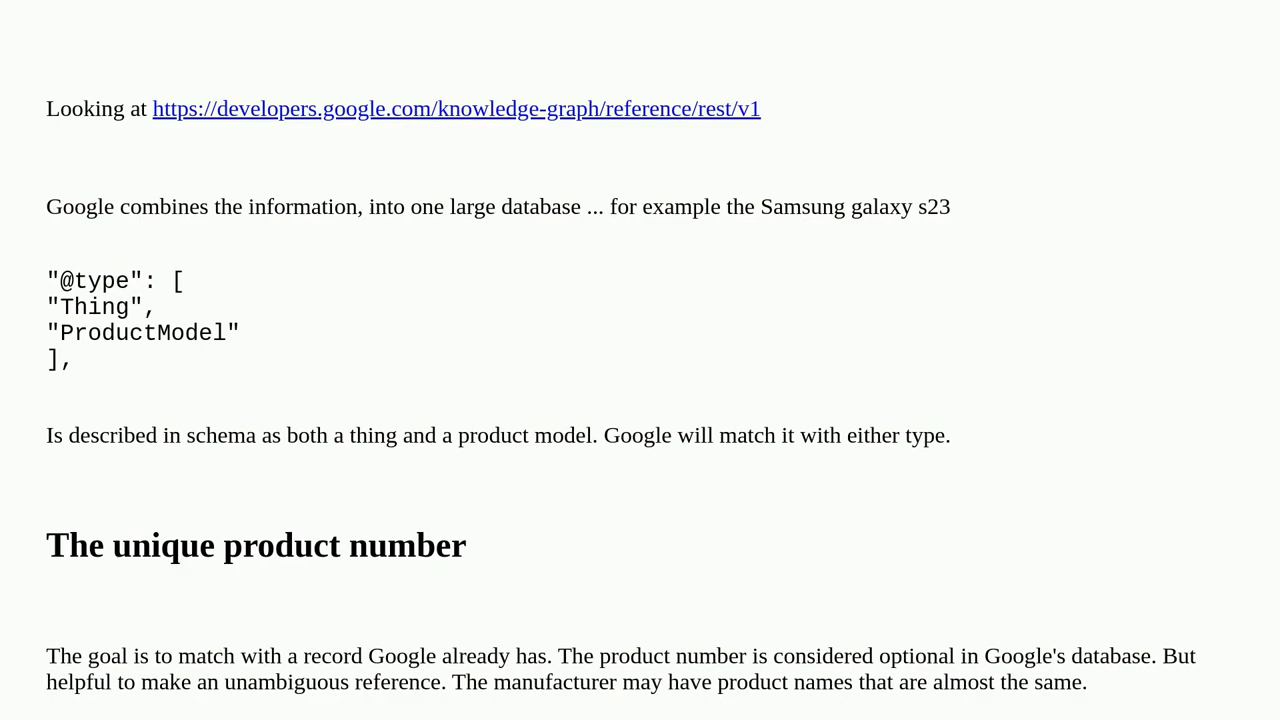 Looking at https://developers.google.com/knowledge-graph/reference/rest/v1
Google combines the information, into one large database ... for example the Samsung galaxy s23
"@type": [
"Thing",
"ProductModel"
],
Is described in schema as both a thing and a product model. Google will match it with either type.
The unique product number
The goal is to match with a record Google already has. The product number is considered optional in Google's database. But
helpful to make an unambiguous reference. The manufacturer may have product names that are almost the same.